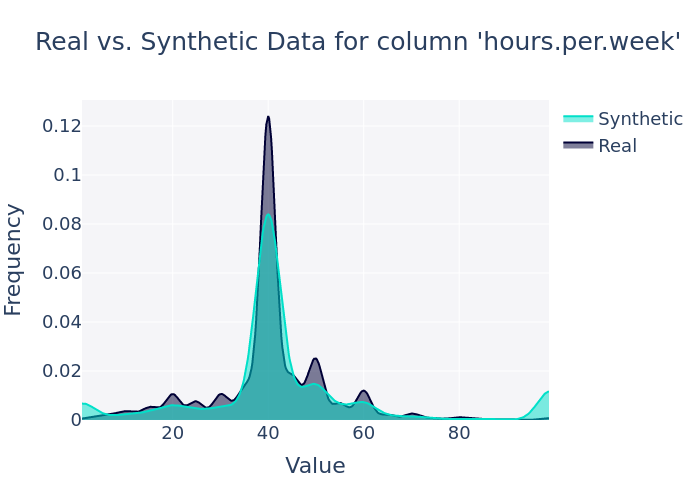 Real vs. Synthetic Data for column 'hours.per.week'
Synthetic
Real
0.12
0.1
0.08
0.06
0.04
0.02
0
Frequency
20
40
60
80
Value